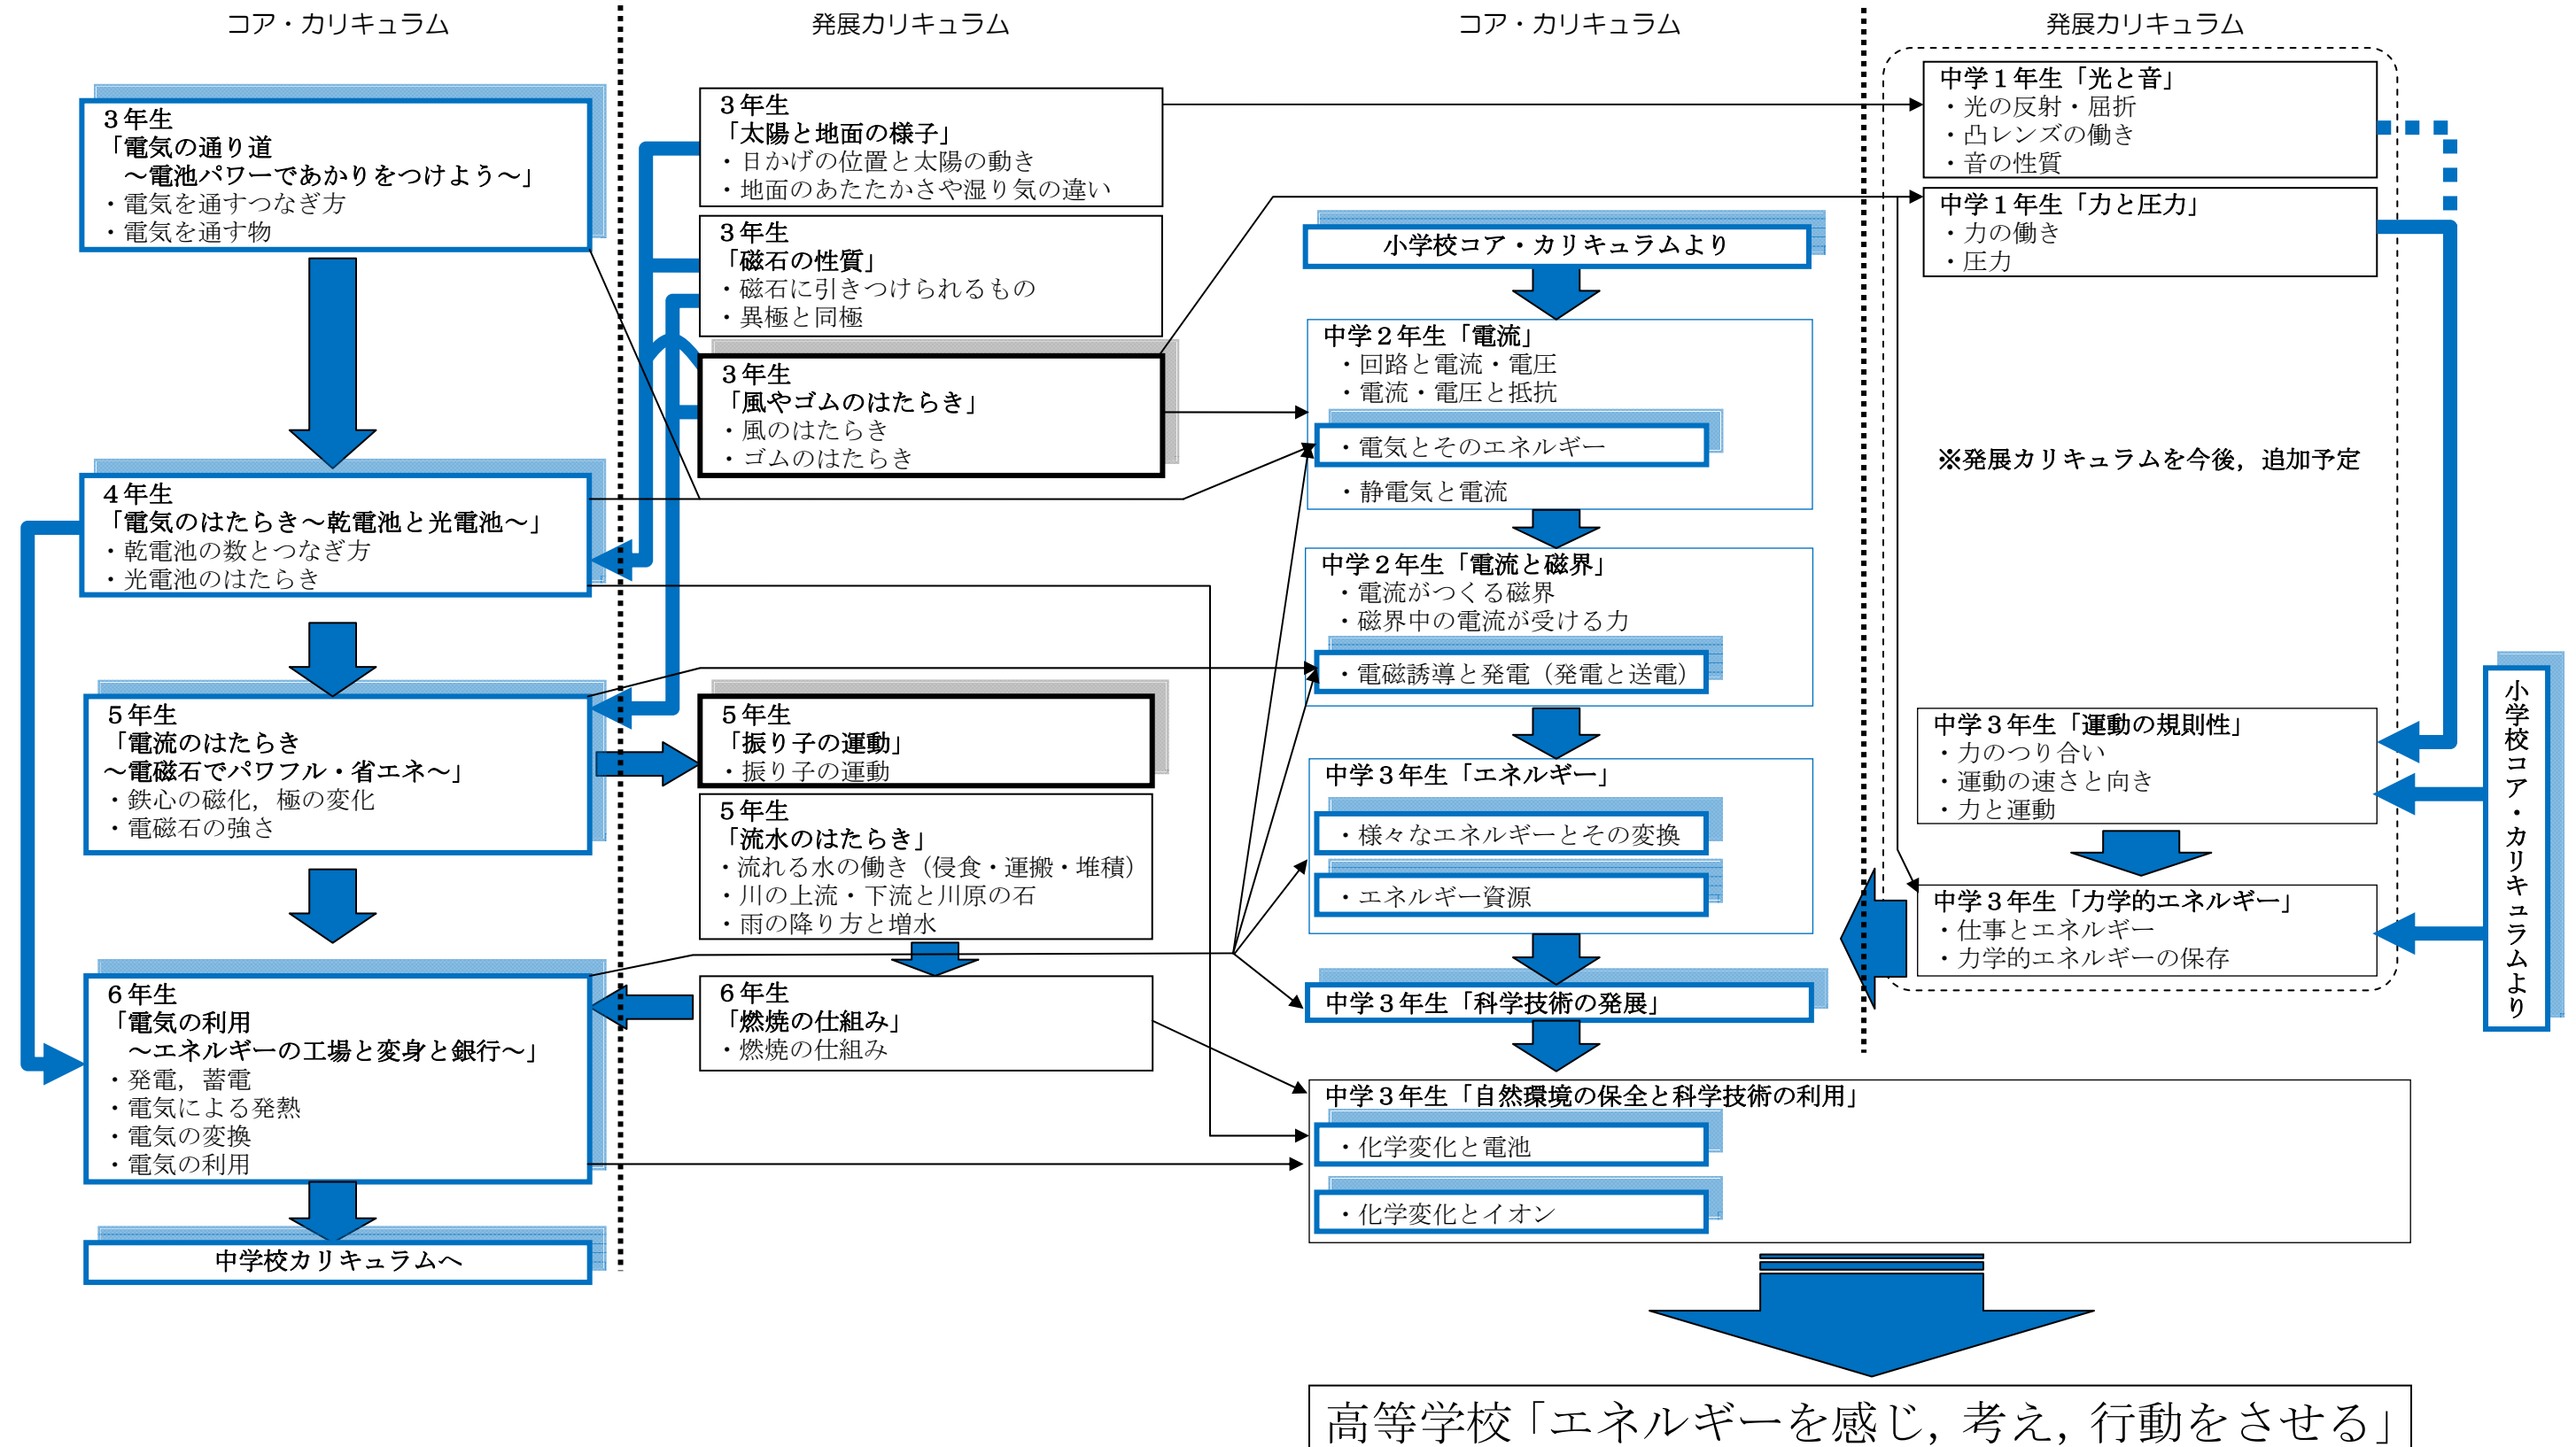 コア・カリキュラム
3年生
「電気の通り道
～電池パワーであかりをつけよう～」
・電気を通すつなぎ方
・電気を通す物
4年生
「電気のはたらき～乾電池と光電池～」
・乾電池の数とつなぎ方
・光電池のはたらき
5年生
「電流のはたらき
～電磁石でパワフル・省エネ～」
・鉄心の磁化，極の変化
・電磁石の強さ
6年生
「電気の利用
～エネルギーの工場と変身と銀行～」
・発電，蓄電
・電気による発熱
・電気の変換
・電気の利用
中学校カリキュラムへ
発展カリキュラム
3年生
「太陽と地面の様子」
・日かげの位置と太陽の動き
・地面のあたたかさや湿り気の違い
3年生
「磁石の性質」
・磁石に引きつけられるもの
・異極と同極
3年生
「風やゴムのはたらき」
・風のはたらき
・ゴムのはたらき
5年生
「振り子の運動」
・振り子の運動
5年生
「流水のはたらき」
・流れる水の働き（侵食・運搬・堆積）
・川の上流・下流と川原の石
・雨の降り方と増水
6年生
「燃焼の仕組み」
・燃焼の仕組み
コア・カリキュラム
小学校コア・カリキュラムより
中学２年生「電流」
・回路と電流・電圧
・電流・電圧と抵抗
・電気とそのエネルギー
・静電気と電流
中学２年生「電流と磁界」
・電流がつくる磁界
・磁界中の電流が受ける力
・電磁誘導と発電（発電と送電）
中学３年生「エネルギー」
・様々なエネルギーとその変換
・エネルギー資源
中学３年生「科学技術の発展」
中学３年生「自然環境の保全と科学技術の利用」
・化学変化と電池
・化学変化とイオン
発展カリキュラム
中学１年生「光と音」
・光の反射・屈折
・凸レンズの働き
・音の性質
中学１年生「力と圧力」
・力の働き
・圧力
※発展カリキュラムを今後，追加予定
中学３年生「運動の規則性」
・力のつり合い
・運動の速さと向き
・力と運動
中学３年生「力学的エネルギー」
・仕事とエネルギー
・力学的エネルギーの保存
小学校コア・カリキュラムより
高等学校「エネルギーを感じ，考え，行動をさせる」